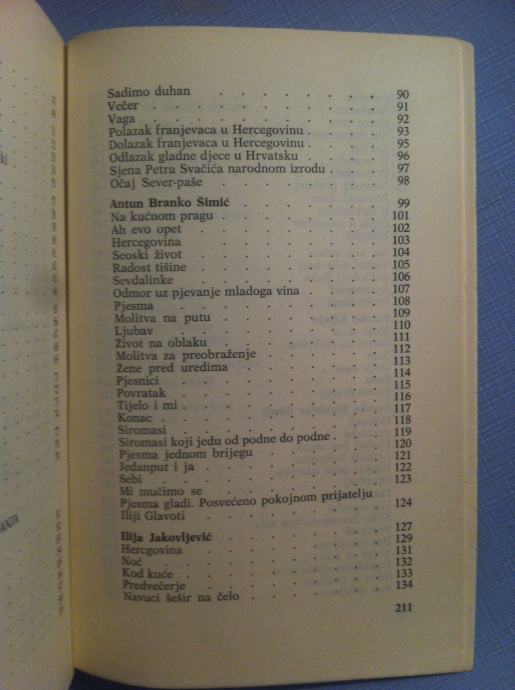 Sadimo duhan . . . . . . . . 90
Večer . . . . . . . . . 91
Vaga . . . . . . . . . 92
Polazak franjevaca u Hercegovinu . . . . 93
Dolazak franjevaca u Hercegovinu . . . . 95
Odlazak gladne djece u Hrvatsku . . . . 96
Sjena Petra Svačića narodnom izrodu . . . 97
Očaj Sever-paše . . . . . . . 98
Antun Branko Šimić . . . . . . 99
Na kućnom pragu . . . . . . . 101
Ah evo opet . . . . . . . . 102
Hercegovina . . . . . . . . 103
Seoski život . . . . . . . . 104
Radost tišine . . . . . . . . 105
Sevdalinke . . . . . . . . 106
Odmor uz pjevanje mladoga vina . . . . 107
Pjesma . . . . . . . . . 108
Molitva na putu . . . . . . . 109
Ljubav . . . . . . . . . 110
Život na oblaku . . . . . . . 111
Molitva za preobraženje . . . . . 112
Žene pred uredima . . . . . . 113
Pjesnici . . . . . . . . . 114
Povratak . . . . . . . . 115
Tijelo i mi . . . . . . . . 116
Konac . . . . . . . . . 117
Siromasi . . . . . . . . 118
Siromasi koji jedu od podne do podne . . . 119
Pjesma jednom brijegu . . . . . . 120
Jedanput i ja . . . . . . . . 121
Sebi . . . . . . . . . 122
Mi mučimo se . . . . . . . 123
Pjesma gladi. Posvećeno pokojnom prijatelju
Iliji Glavoti . . . . . . . . 124
Ilija Jakovljević . . . . . . . 127
Hercgovina . . . . . . . . 129
Noć . . . . . . . . . 131
Kod kuće . . . . . . . . 132
Predvečerje . . . . . . . . 133
Navuci šešir na čelo . . . . . . 134
211